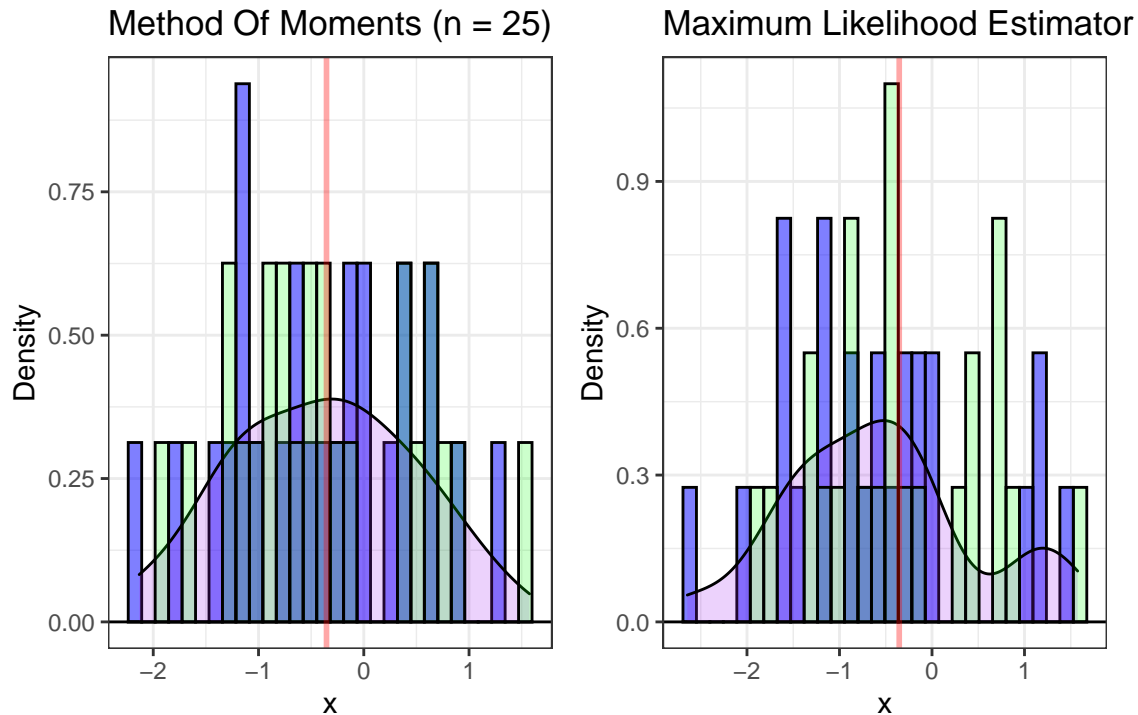 Method Of Moments (n = 25)
Density
0.75
0.50
0.25
0.00
−2
−1
0
1
x
Maximum Likelihood Estimator
Density
0.9
0.6
0.3
0.0
−2
−1
0
1
x